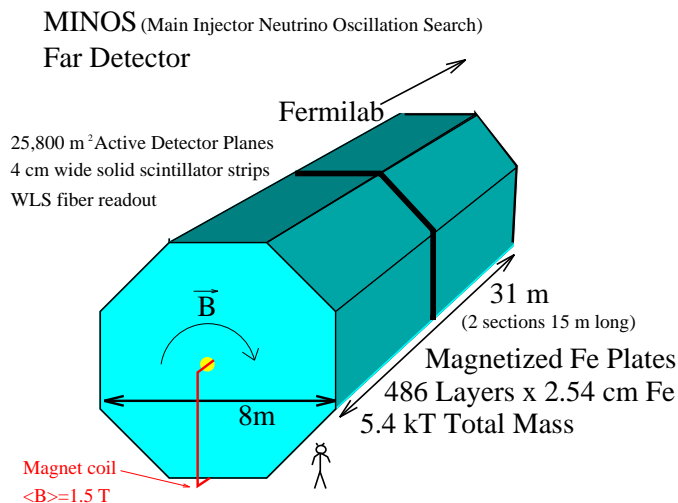 MINOS (Main Injector Neutrino Oscillation Search)
Far Detector
Fermilab
25,800 m² Active Detector Planes
4 cm wide solid scintillator strips
WLS fiber readout
B
31 m
(2 sections 15 m long)
Magnetized Fe Plates
486 Layers x 2.54 cm Fe
8m
5.4 kT Total Mass
Magnet coil
<B>=1.5 T